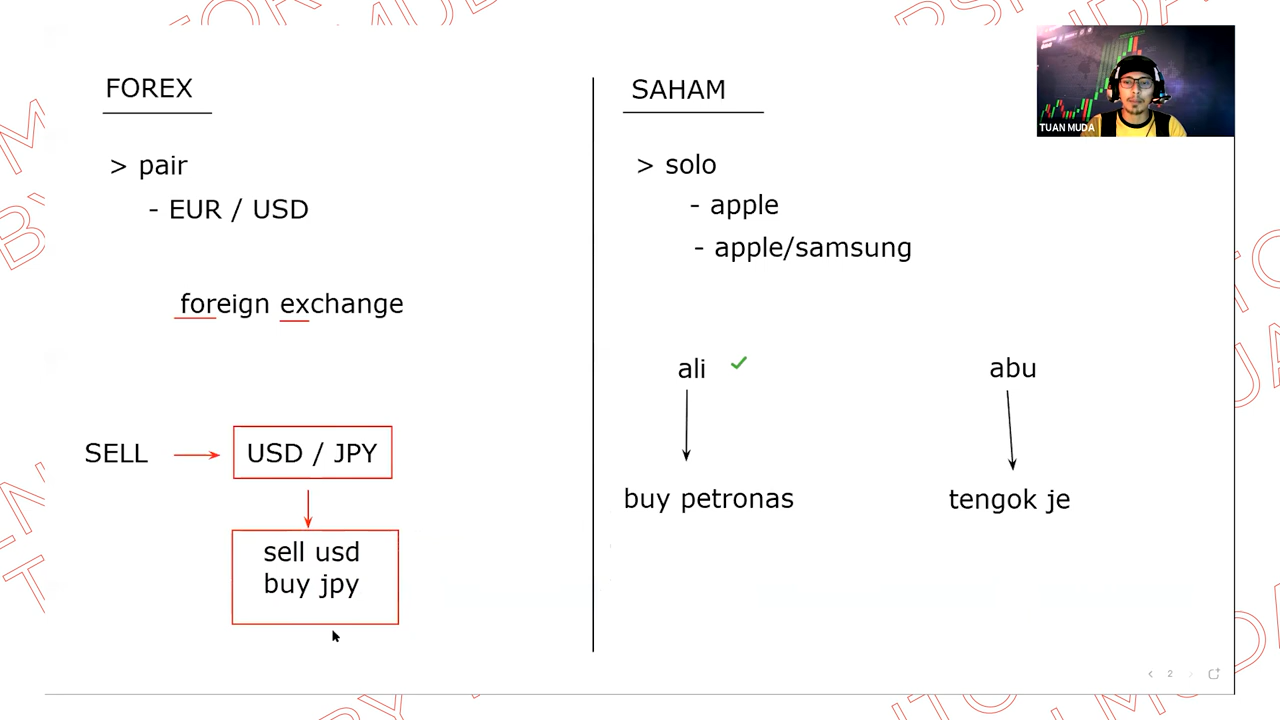 FOREX
> pair
- EUR / USD
foreign exchange
SELL
USD / JPY
sell usd
buy jpy
SAHAM
> solo
- apple
- apple/samsung
ali
abu
buy petronas
tengok je
TUAN MUDA
2